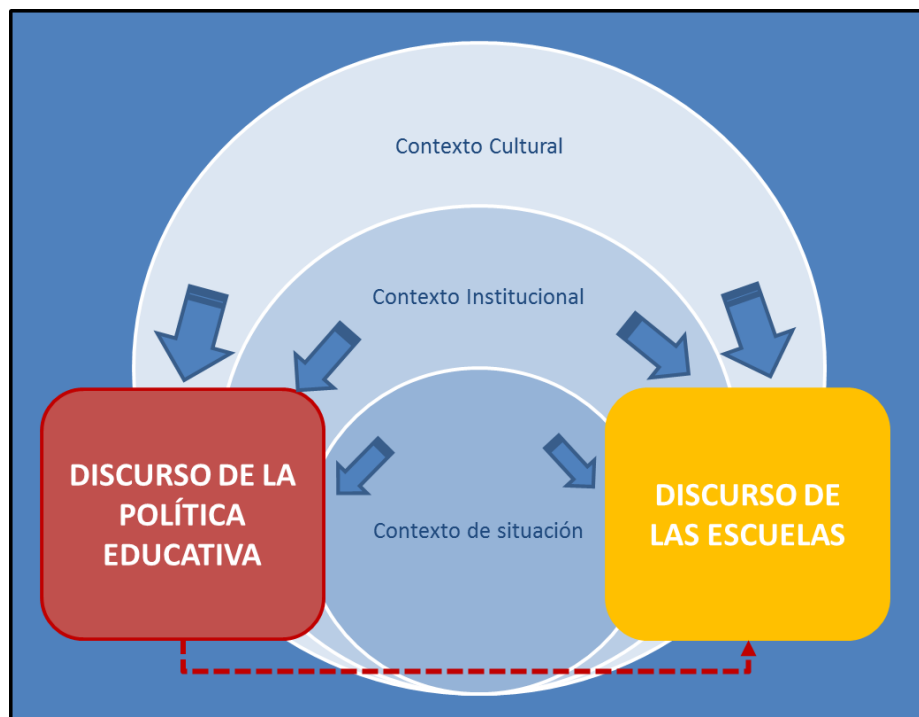 Contexto Cultural
Contexto Institucional
DISCURSO DE LA
POLÍTICA
EDUCATIVA
Contexto de situación
DISCURSO DE
LAS ESCUELAS